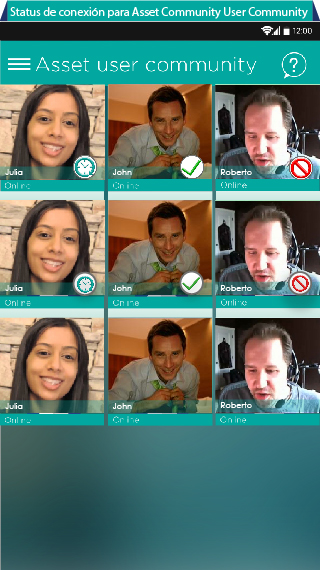 Status de conexión para Asset Community User Community
12:00
Asset user community
?
Julia
John
Roberto
Online
Online
Online
Julia
John
Roberto
Online
Online
Online
Julia
John
Roberto
Online
Online
Online